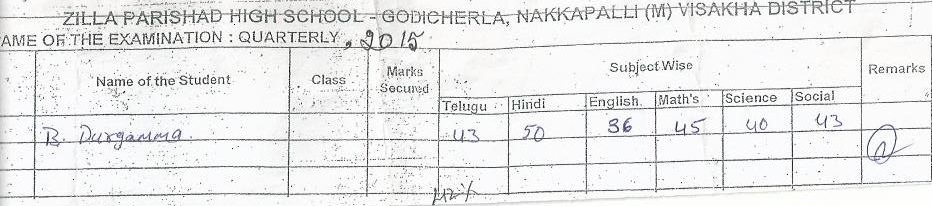 ZILLA PARISHAD HIGH SCHOOL - GODICHERLA, NAKKAPALLI (M) VISAKHA DISTRICT
AME OF THE EXAMINATION : QUARTERLY, 2015
Name of the Student Class Marks Secured Subject Wise Remarks
Telugu Hindi English. Math's Science Social
B. Durgamma. 43 50 36 45 40 43